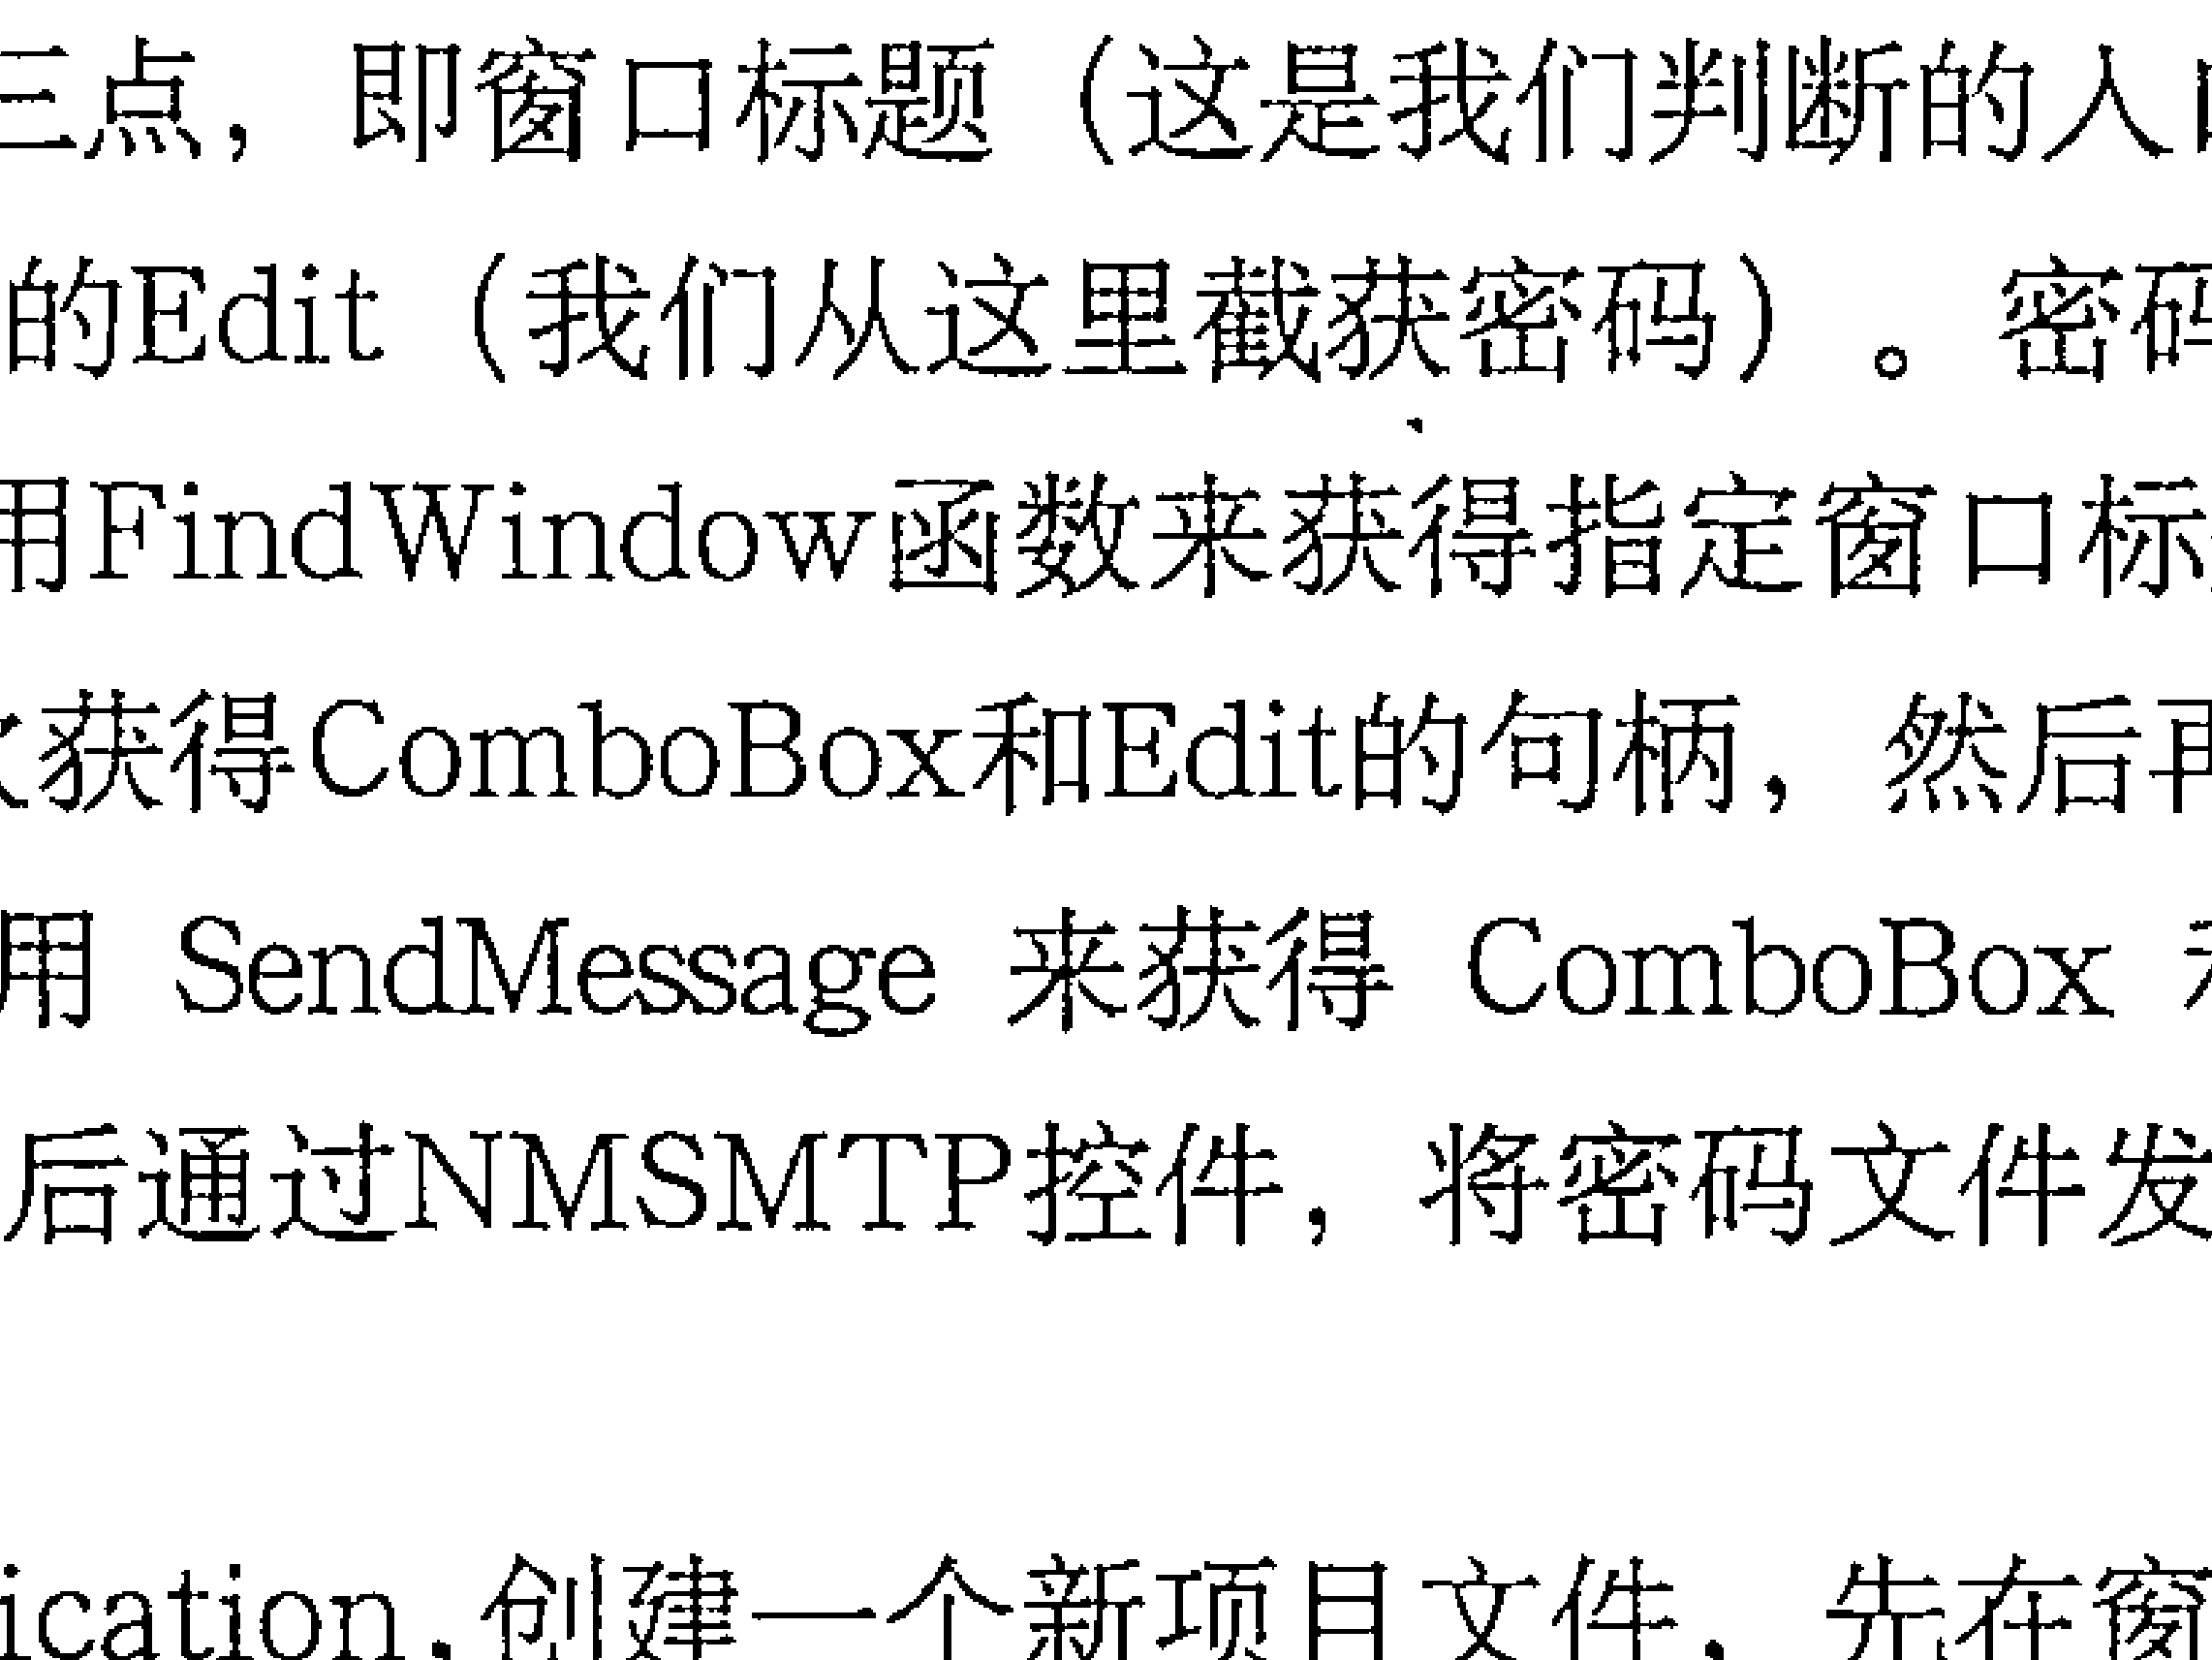 三点，即窗口标题（这是我们判断的人
的Edit（我们从这里截获密码）。密码
用FindWindow函数来获得指定窗口标
获得ComboBox和Edit的句柄，然后再
用 SendMessage 来获得 ComboBox
后通过NMSMTP控件，将密码文件发
ication,创建一个新项目文件，先在窗